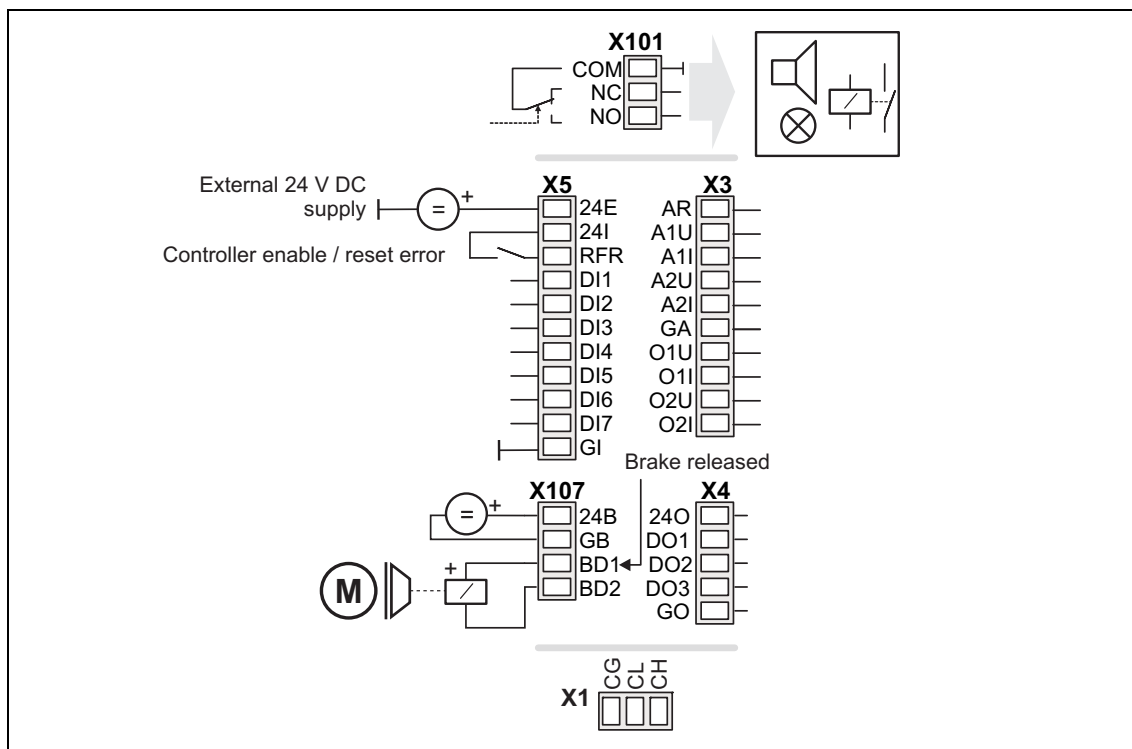 X101
COM
NC
NO
External 24 V DC
supply
=
+
Controller enable / reset error
X5
24E
24I
RFR
DI1
DI2
DI3
DI4
DI5
DI6
DI7
GI
X3
AR
A1U
A1I
A2U
A2I
GA
O1U
O1I
O2U
O2I
Brake released
X107
=
+
24B
GB
BD1
BD2
M
+
X4
24O
DO1
DO2
DO3
GO
X1
CG
CL
CH